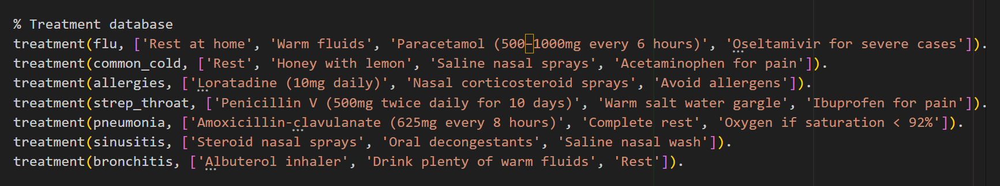 % Treatment database
treatment(flu, ['Rest at home', 'Warm fluids', 'Paracetamol (500–1000mg every 6 hours)', 'Oseltamivir for severe cases']).
treatment(common_cold, ['Rest', 'Honey with lemon', 'Saline nasal sprays', 'Acetaminophen for pain']).
treatment(allergies, ['Loratadine (10mg daily)', 'Nasal corticosteroid sprays', 'Avoid allergens']).
treatment(strep_throat, ['Penicillin V (500mg twice daily for 10 days)', 'Warm salt water gargle', 'Ibuprofen for pain']).
treatment(pneumonia, ['Amoxicillin-clavulanate (625mg every 8 hours)', 'Complete rest', 'Oxygen if saturation < 92%']).
treatment(sinusitis, ['Steroid nasal sprays', 'Oral decongestants', 'Saline nasal wash']).
treatment(bronchitis, ['Albuterol inhaler', 'Drink plenty of warm fluids', 'Rest']).